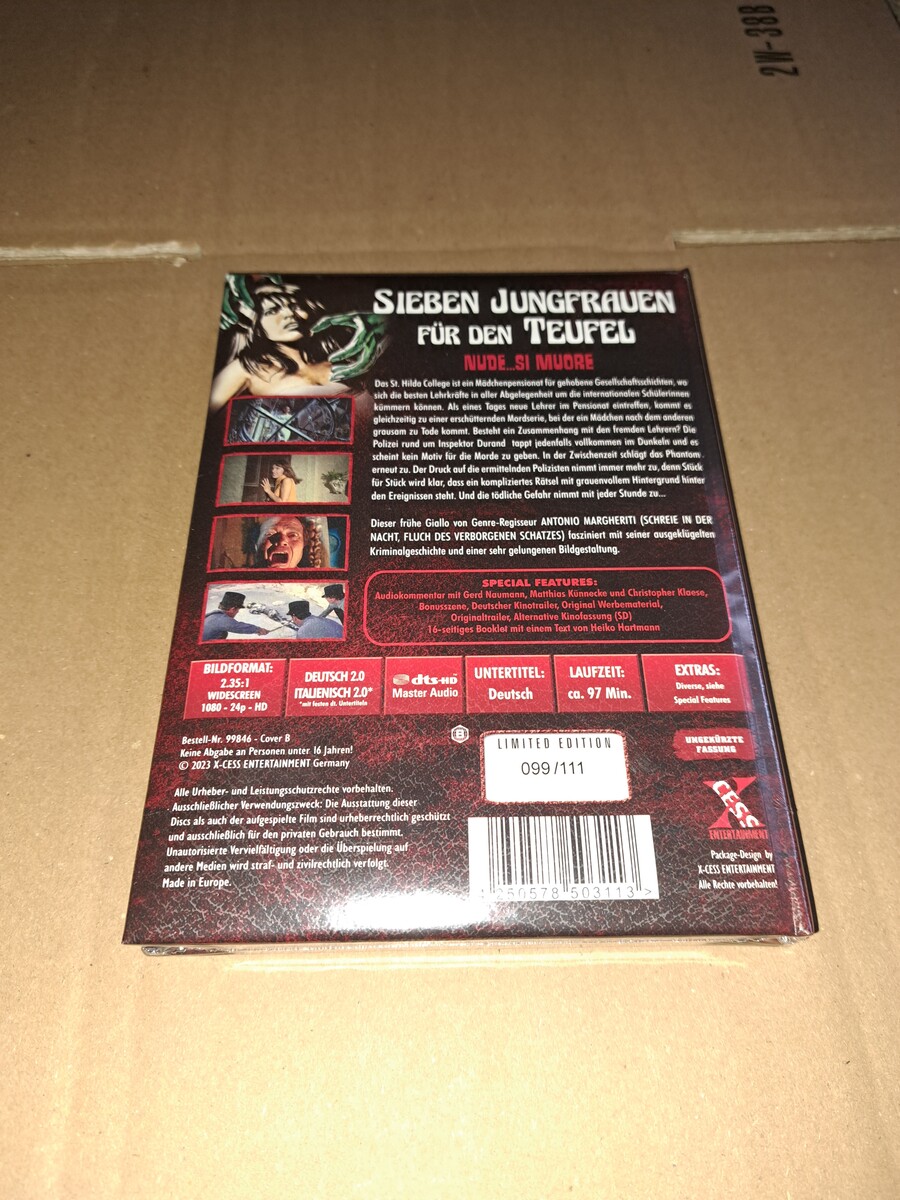 2W-38B
SIEBEN JUNGFRAUEN
FÜR DEN TEUFEL
NUDE...SI MUORE
Das St. Hilda College ist ein Mädchenpensionat für gehobene Gesellschaftsschichten, wo
sich die besten Lehrkräfte in aller Abgelegenheit um die internationalen Schülerinnen
kümmern können. Als eines Tages neue Lehrer im Pensionat eintreffen, kommt es
gleichzeitig zu einer erschütternden Mordserie, bei der ein Mädchen nach dem anderen
grausam zu Tode kommt. Besteht ein Zusammenhang mit den fremden Lehrern? Die
Polizei rund um Inspektor Durand tappt jedenfalls vollkommen im Dunkeln und es
scheint kein Motiv für die Morde zu geben. In der Zwischenzeit schlägt das Phantom
erneut zu. Der Druck auf die ermittelnden Polizisten nimmt immer mehr zu, denn Stück
für Stück wird klar, dass ein kompliziertes Rätsel mit grauenvollem Hintergrund hinter
den Ereignissen steht. Und die tödliche Gefahr nimmt mit jeder Stunde zu...
Dieser frühe Giallo von Genre-Regisseur ANTONIO MARGHERITI (SCHREIE IN DER
NACHT, FLUCH DES VERBORGENEN SCHATZES) fasziniert mit seiner ausgeklügelten
Kriminalgeschichte und einer sehr gelungenen Bildgestaltung.
SPECIAL FEATURES:
Audiokommentar mit Gerd Naumann, Matthias Künnecke und Christopher Klaese,
Bonusszene, Deutscher Kinotrailer, Original Werbematerial,
Originaltrailer, Alternative Kinofassung (SD)
16-seitiges Booklet mit einem Text von Heiko Hartmann
BILDFORMAT:
2.35:1
WIDESCREEN
1080 - 24p - HD
DEUTSCH 2.0
ITALIENISCH 2.0*
*mit festen dt. Untertiteln
dts-HD
Master Audio
UNTERTITEL:
Deutsch
LAUFZEIT:
ca. 97 Min.
EXTRAS:
Diverse, siehe
Special Features
Bestell-Nr. 99846 - Cover B
Keine Abgabe an Personen unter 16 Jahren!
© 2023 X-CESS ENTERTAINMENT Germany
B
LIMITED EDITION
099/111
UNGEKÜRZTE
FASSUNG
Alle Urheber- und Leistungsschutzrechte vorbehalten.
Ausschließlicher Verwendungszweck: Die Ausstattung dieser
Discs als auch der aufgespielte Film sind urheberrechtlich geschützt
und ausschließlich für den privaten Gebrauch bestimmt.
Unautorisierte Vervielfältigung oder die Überspielung auf
andere Medien wird straf- und zivilrechtlich verfolgt.
Made in Europe.
X
CESS
ENTERTAINMENT
Package-Design by
X-CESS ENTERTAINMENT
Alle Rechte vorbehalten!
4 260578 503113 >